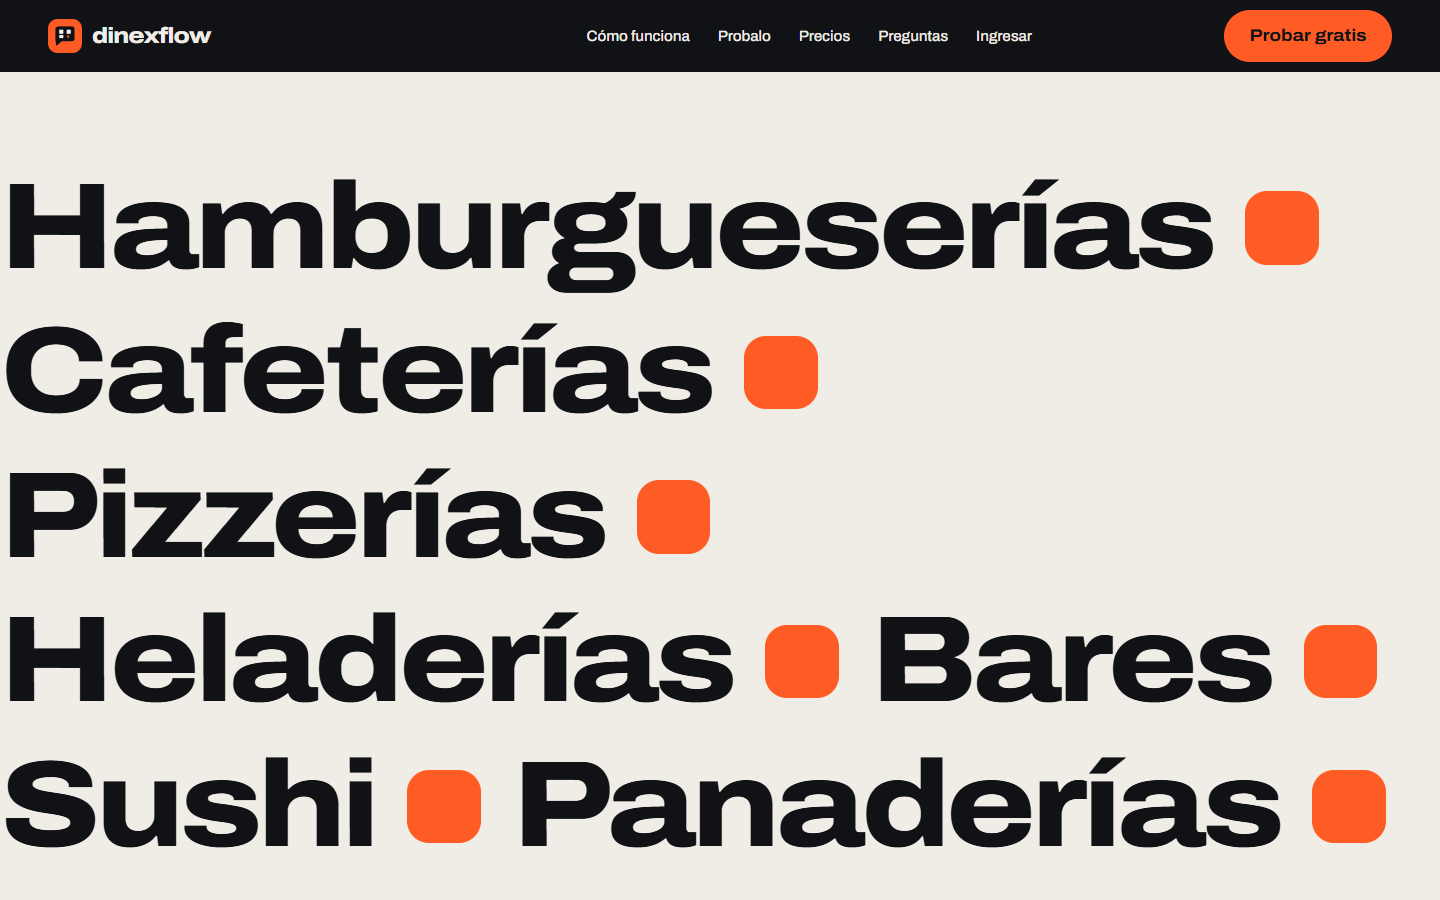 dinexflow
Cómo funciona Probalo Precios Preguntas Ingresar
Probar gratis
Hamburgueserías
Cafeterías
Pizzerías
Heladerías Bares
Sushi Panaderías